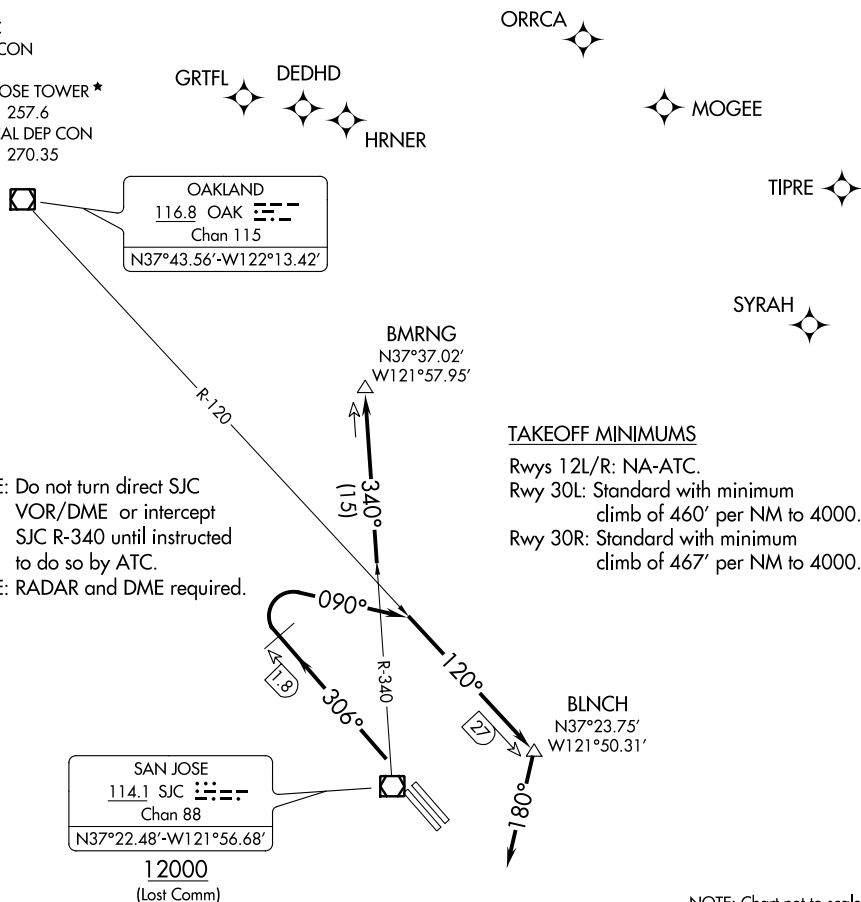 CON
OSE TOWER ★
257.6
AL DEP CON
270.35
GRTFL
DEDHD
HRNER
ORRCA
MOGEE
TIPRE
SYRAH
OAKLAND
116.8 OAK
Chan 115
N37°43.56′-W122°13.42′
R-120
BMRNG
N37°37.02′
W121°57.95′
340°
(15)
TAKEOFF MINIMUMS
Rwys 12L/R: NA-ATC.
Rwy 30L: Standard with minimum
climb of 460′ per NM to 4000.
Rwy 30R: Standard with minimum
climb of 467′ per NM to 4000.
E: Do not turn direct SJC
VOR/DME or intercept
SJC R-340 until instructed
to do so by ATC.
E: RADAR and DME required.
090°
120°
1.8
306°
R-340
27
BLNCH
N37°23.75′
W121°50.31′
180°
SAN JOSE
114.1 SJC
Chan 88
N37°22.48′-W121°56.68′
12000
(Lost Comm)
NOTE: Chart not to scale